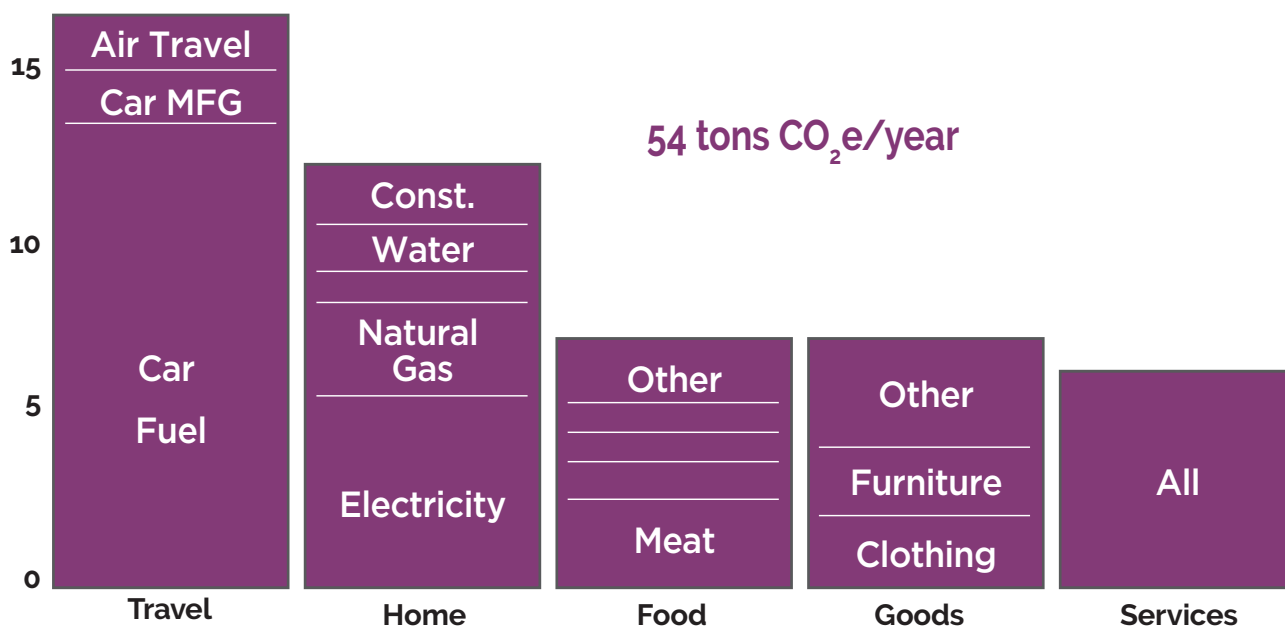 54 tons CO₂e/year
15
10
5
0
Air Travel
Car MFG
Car
Fuel
Travel
Const.
Water
Natural
Gas
Electricity
Home
Other
Meat
Food
Other
Furniture
Clothing
Goods
All
Services